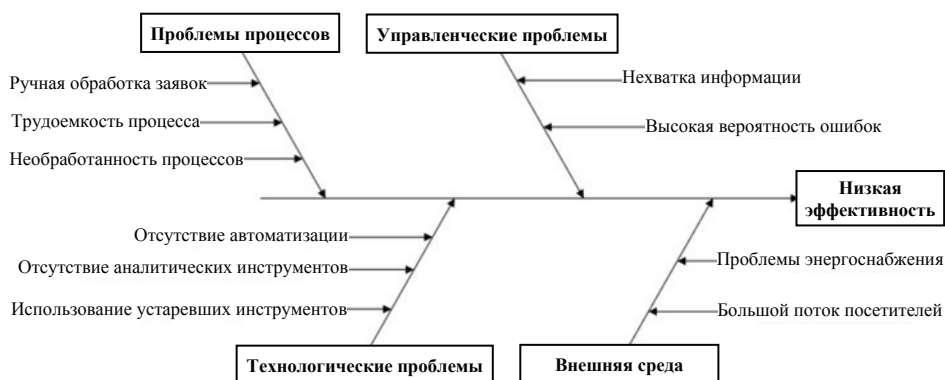 Проблемы процессов
Управленческие проблемы
Ручная обработка заявок
Трудоемкость процесса
Необработанность процессов
Нехватка информации
Высокая вероятность ошибок
Низкая
эффективность
Отсутствие автоматизации
Отсутствие аналитических инструментов
Использование устаревших инструментов
Проблемы энергоснабжения
Большой поток посетителей
Технологические проблемы
Внешняя среда